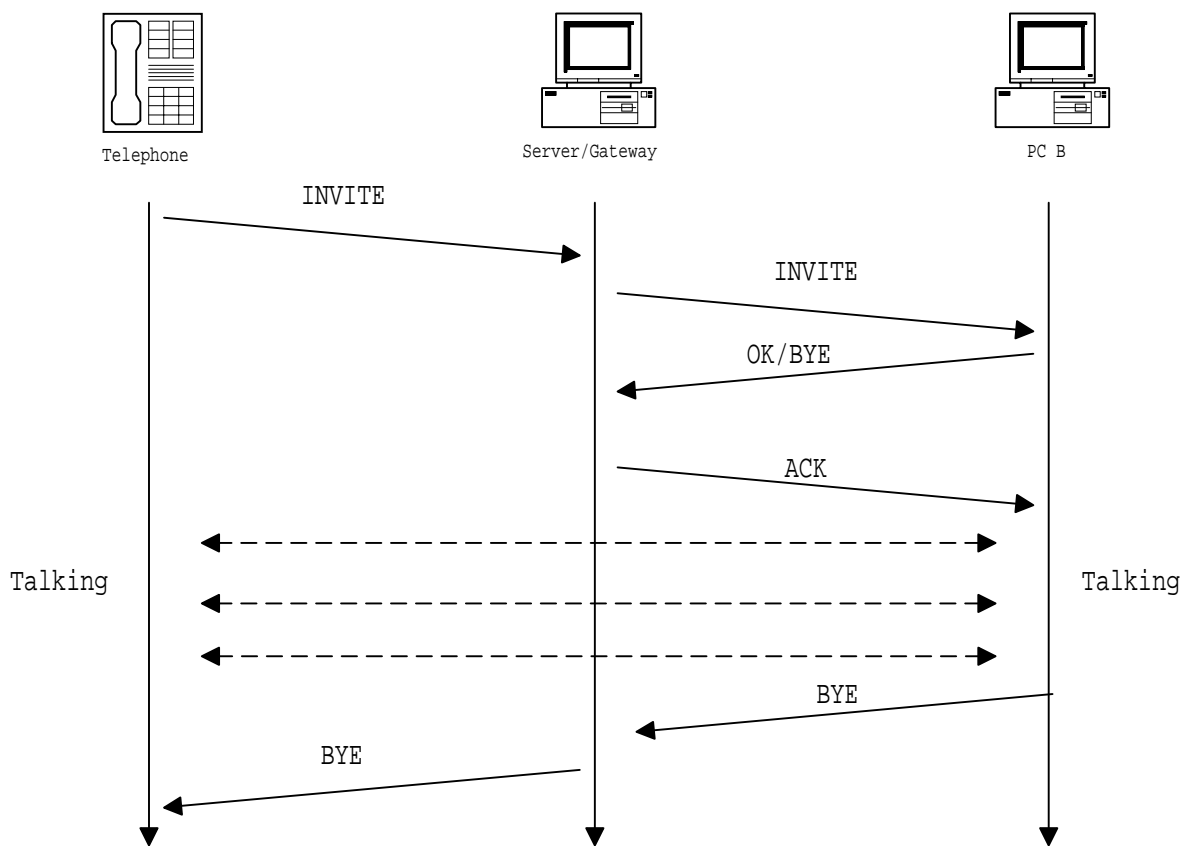 Telephone
Server/Gateway
PC B
INVITE
INVITE
OK/BYE
ACK
Talking
Talking
BYE
BYE